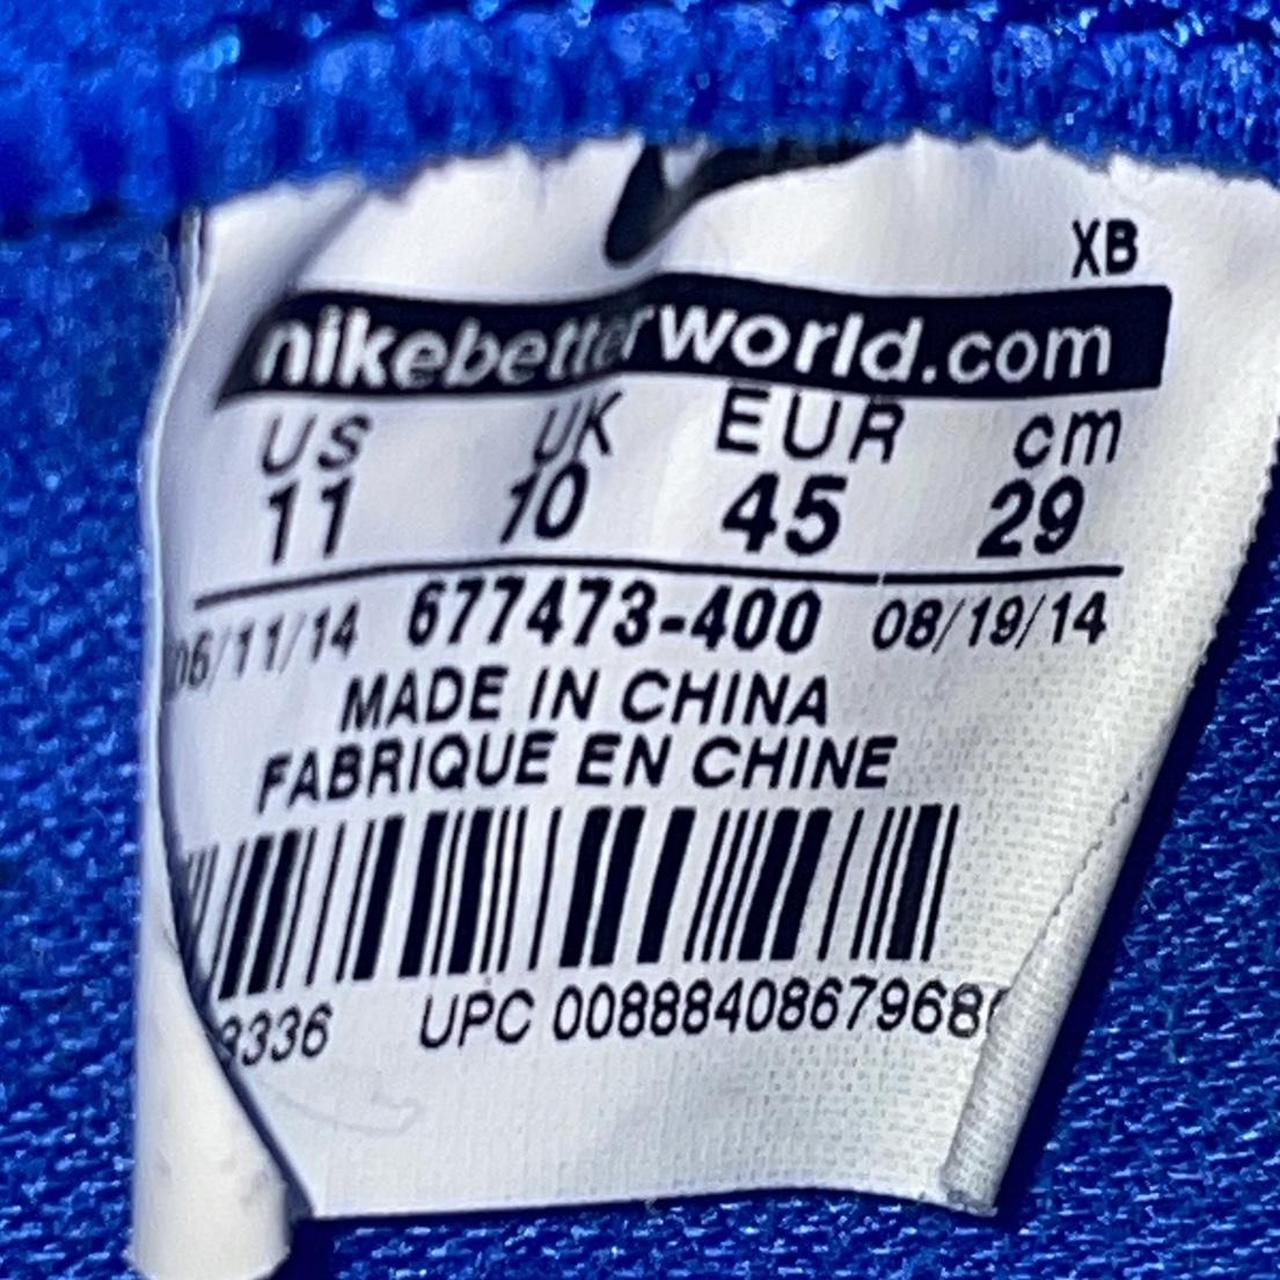 XB
nikebetterworld.com
US UK EUR cm
11 10 45 29
06/11/14 677473-400 08/19/14
MADE IN CHINA
FABRIQUE EN CHINE
UPC 0088840867968